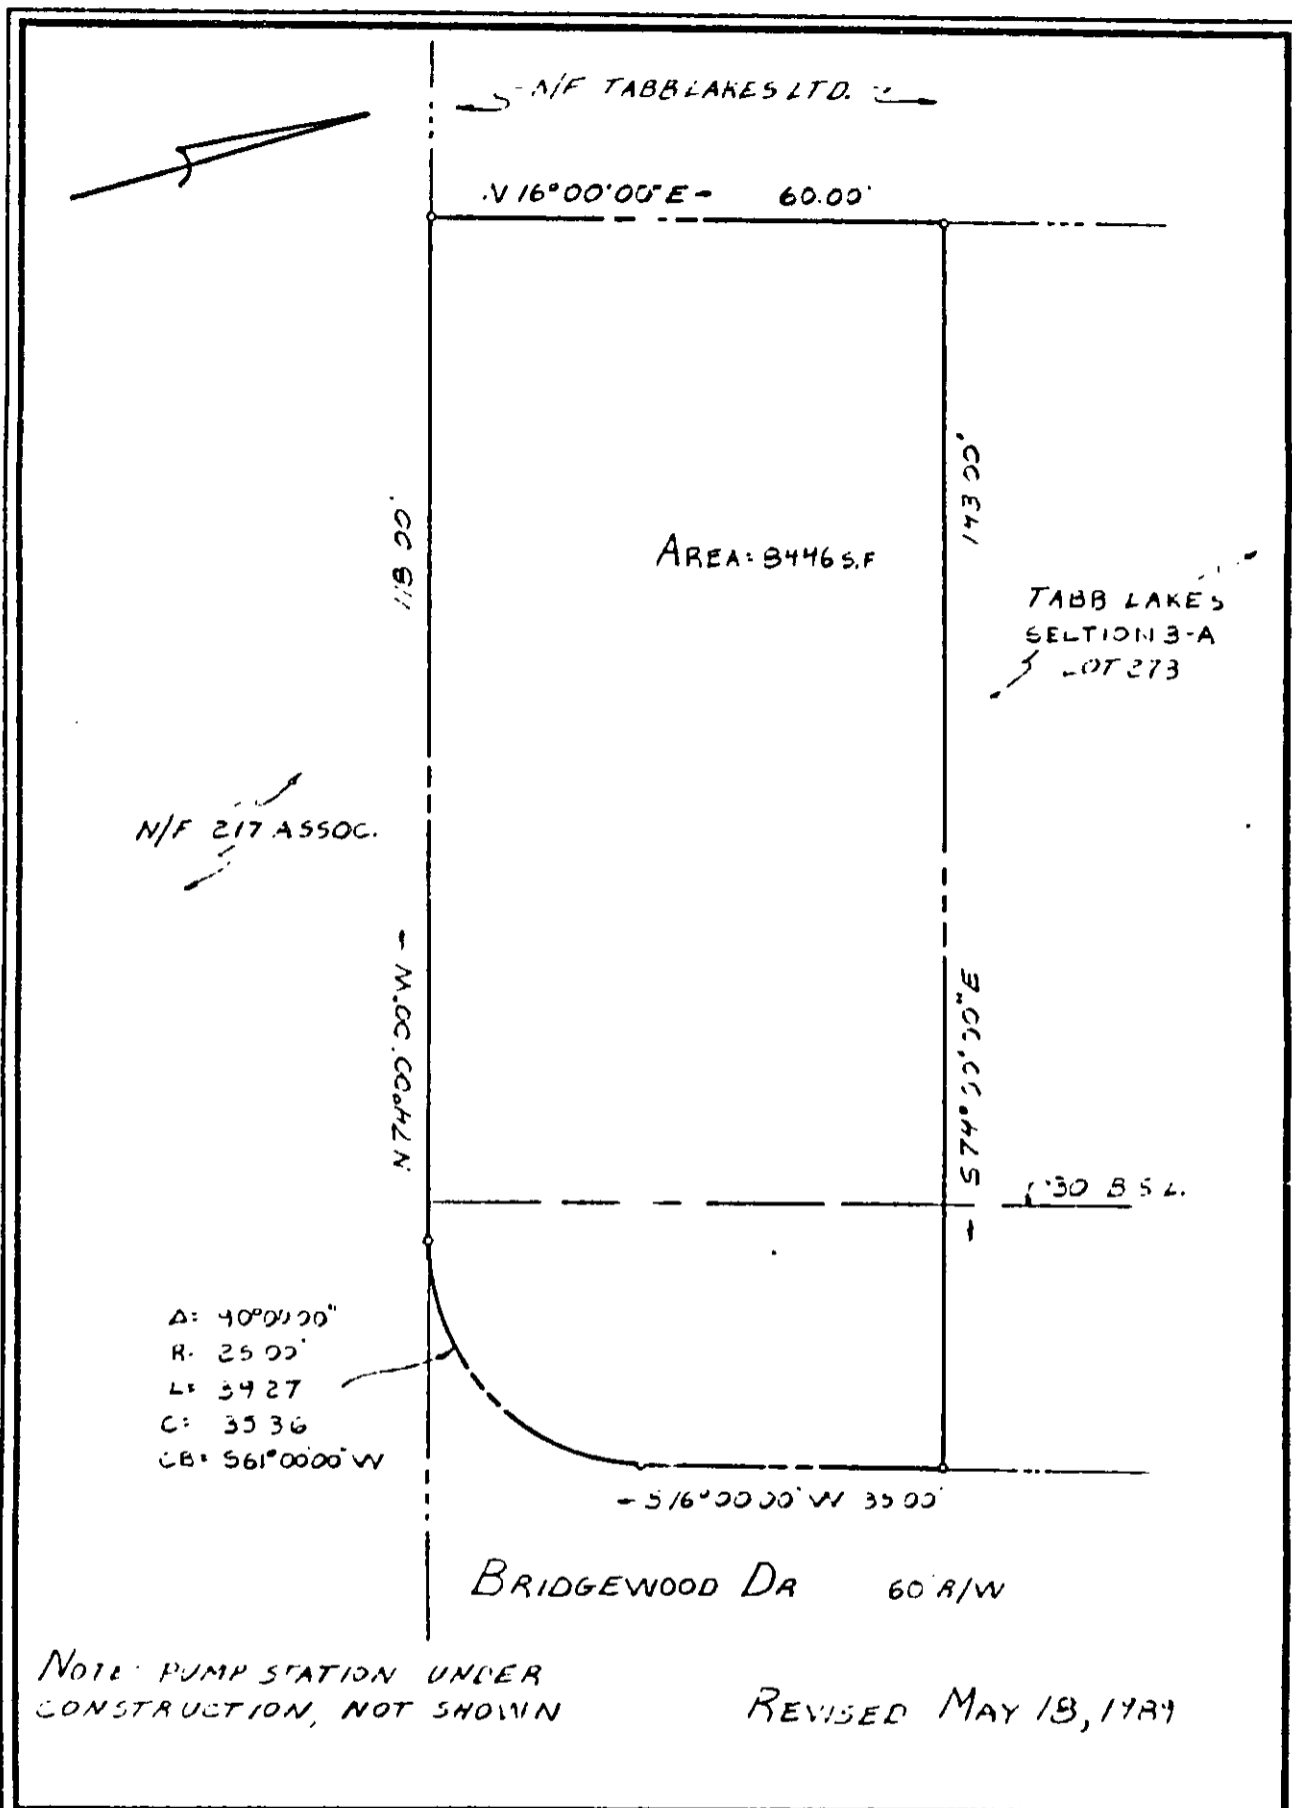 N/F TABB LAKES LTD.
N 16°00'00" E - 60.00'
118.00'
143.00'
AREA: 8446 S.F
TABB LAKES
SECTION 3-A
LOT 273
N/F 217 ASSOC.
N 74°00'00" W -
S 74°00'00" E -
30' B S L.
Δ: 90°00'00"
R: 25.00'
L: 39.27
C: 35.36
CB: S61°00'00" W
- S 16°00'00" W 35.00'
BRIDGEWOOD DR 60' R/W
NOTE: PUMP STATION UNDER
CONSTRUCTION, NOT SHOWN
REVISED MAY 18, 1989